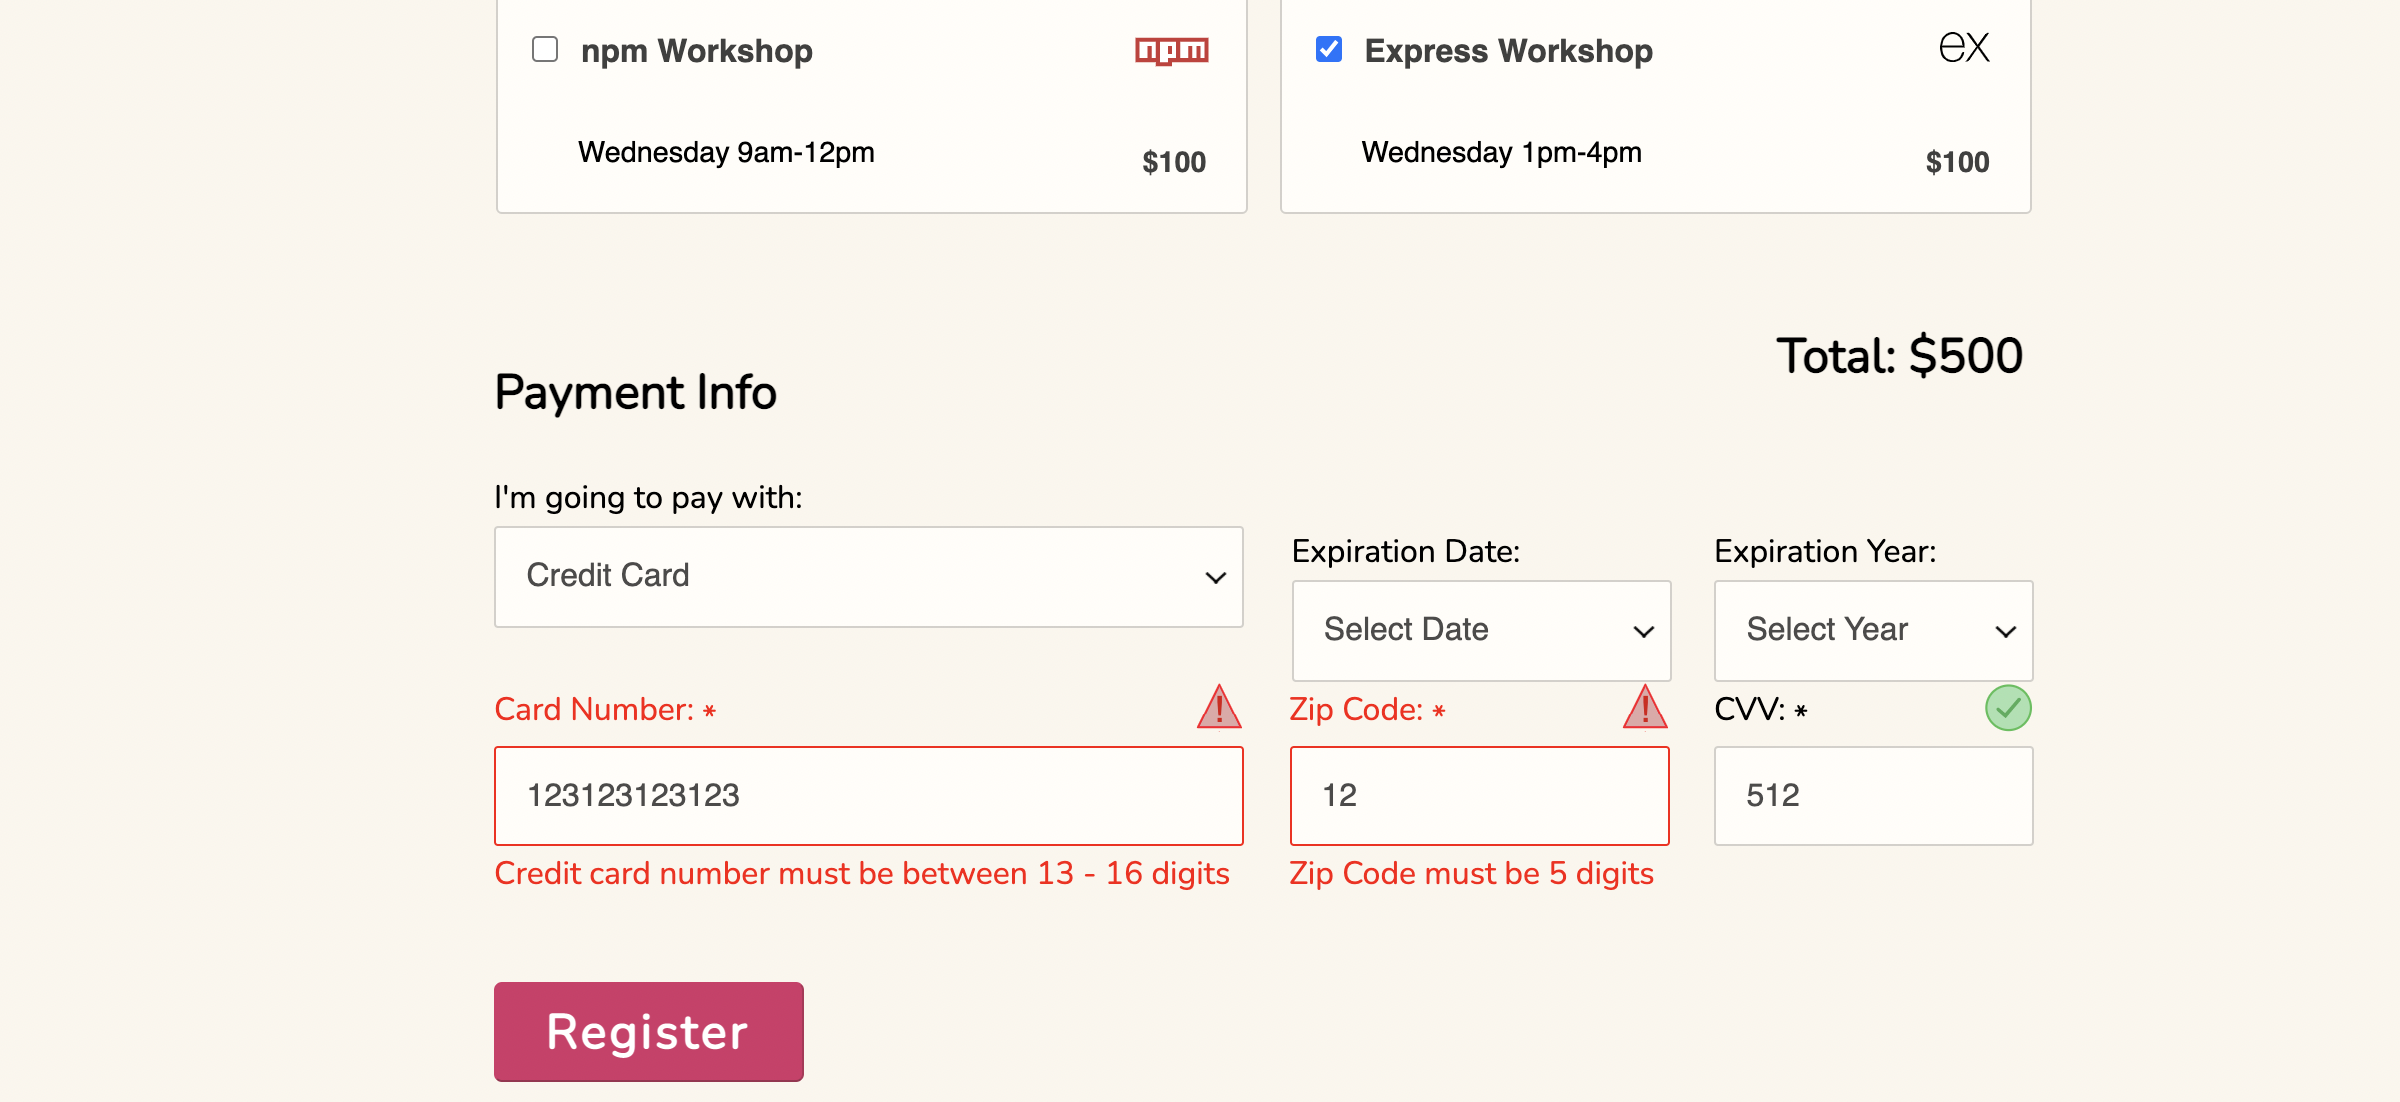 npm Workshop
npm
Wednesday 9am-12pm
$100
Express Workshop
ex
Wednesday 1pm-4pm
$100
Total: $500
Payment Info
I'm going to pay with:
Credit Card
Expiration Date:
Select Date
Expiration Year:
Select Year
Card Number: *
123123123123
Credit card number must be between 13 - 16 digits
Zip Code: *
12
Zip Code must be 5 digits
CVV: *
512
Register